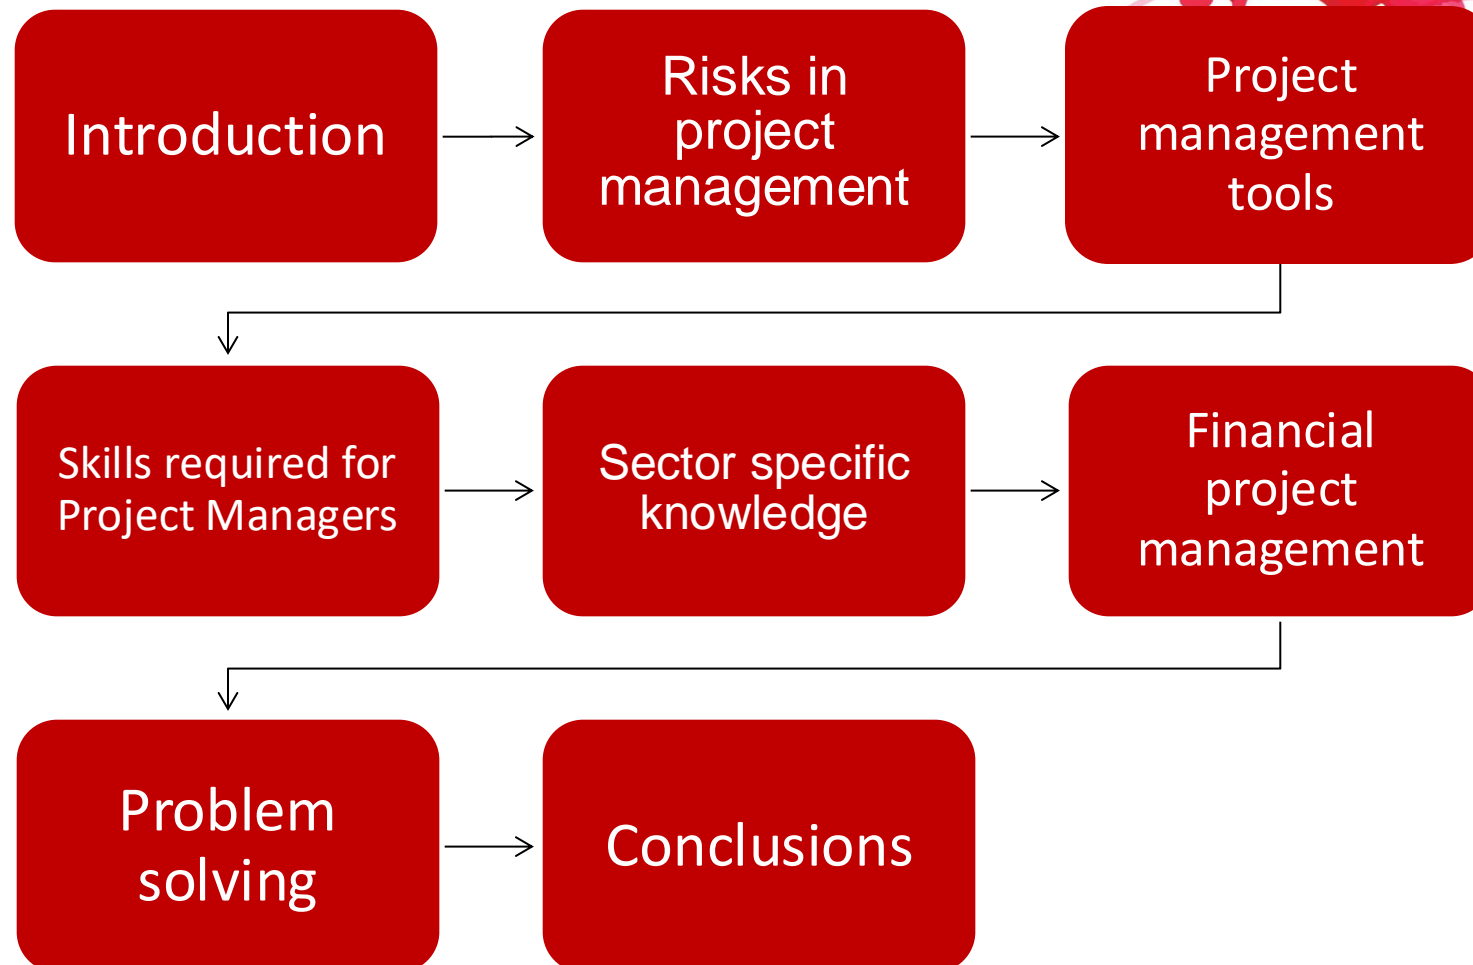 Introduction
Risks in
project
management
Project
management
tools
Skills required for
Project Managers
Sector specific
knowledge
Financial
project
management
Problem
solving
Conclusions